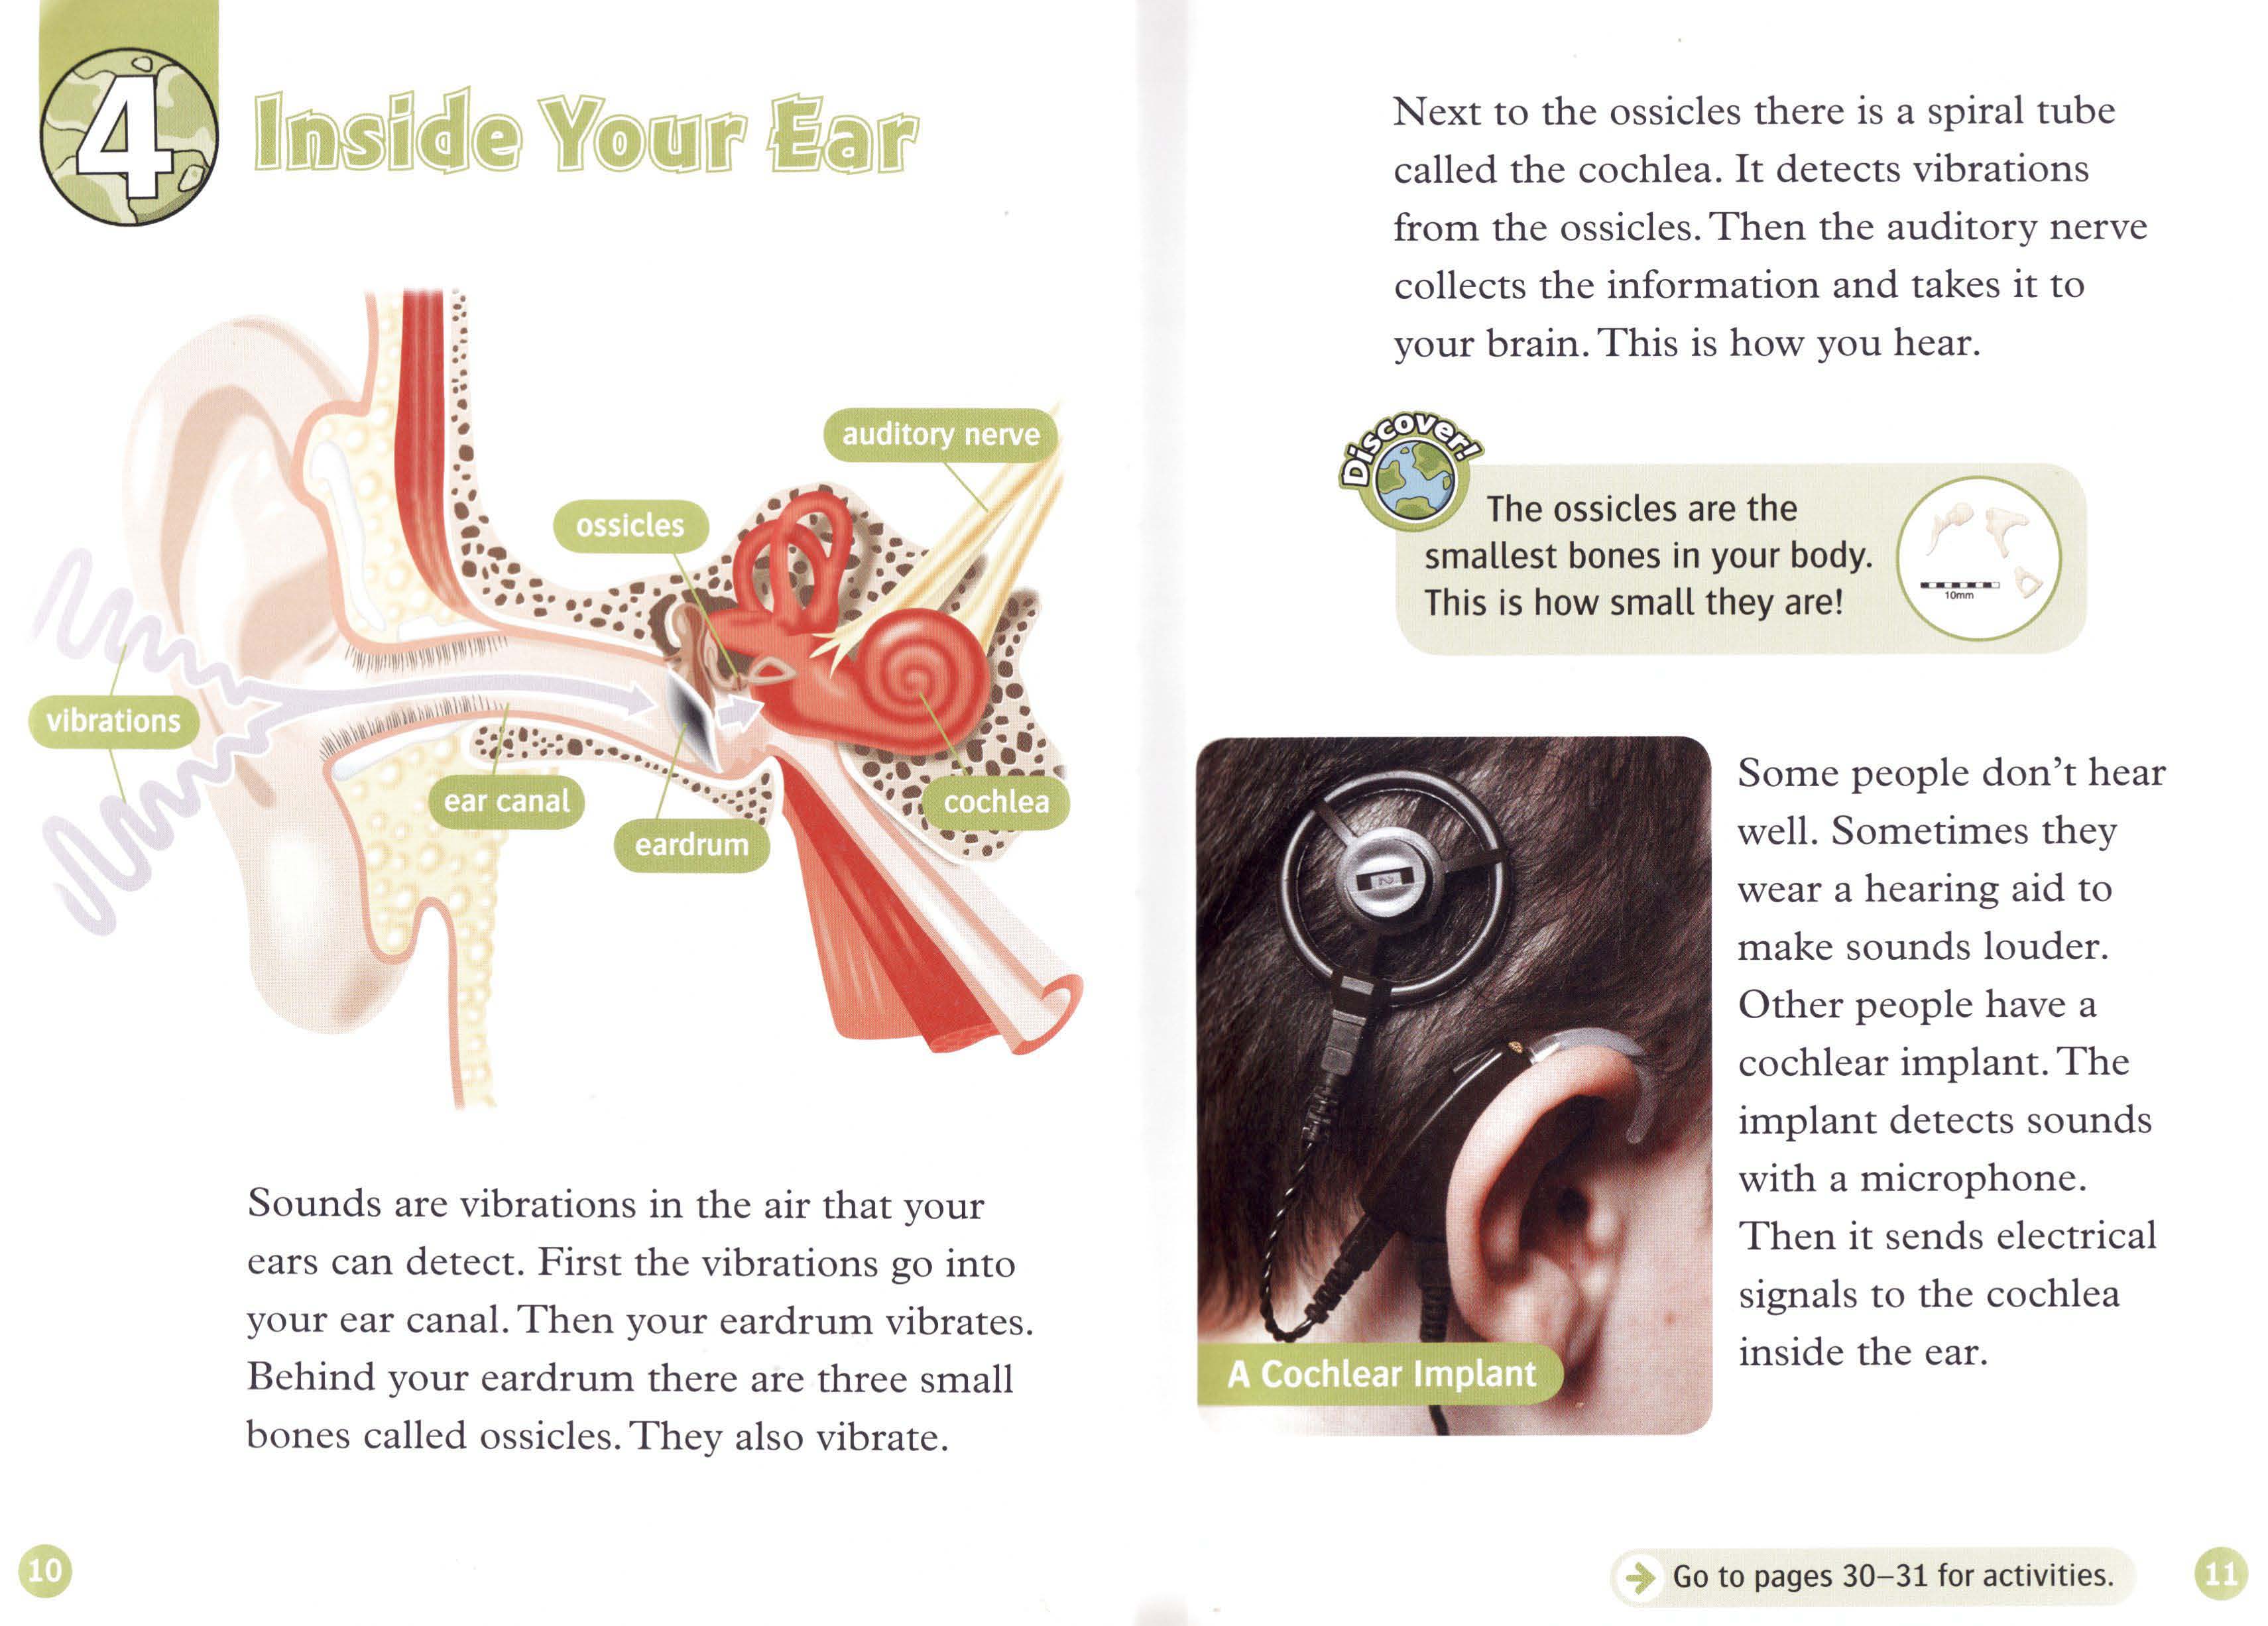 4
Inside Your Ear
auditory nerve
ossicles
vibrations
ear canal
eardrum
cochlea
Sounds are vibrations in the air that your
ears can detect. First the vibrations go into
your ear canal. Then your eardrum vibrates.
Behind your eardrum there are three small
bones called ossicles. They also vibrate.
10
Next to the ossicles there is a spiral tube
called the cochlea. It detects vibrations
from the ossicles. Then the auditory nerve
collects the information and takes it to
your brain. This is how you hear.
Discover!
The ossicles are the
smallest bones in your body.
This is how small they are!
10mm
Some people don't hear
well. Sometimes they
wear a hearing aid to
make sounds louder.
Other people have a
cochlear implant. The
implant detects sounds
with a microphone.
Then it sends electrical
signals to the cochlea
inside the ear.
A Cochlear Implant
Go to pages 30–31 for activities.
11